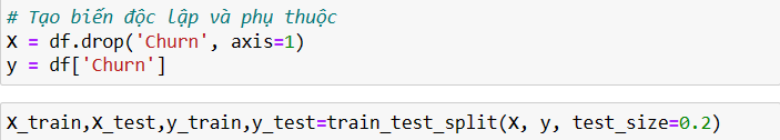 # Tạo biến độc lập và phụ thuộc
X = df.drop('Churn', axis=1)
y = df['Churn']
X_train,X_test,y_train,y_test=train_test_split(X, y, test_size=0.2)